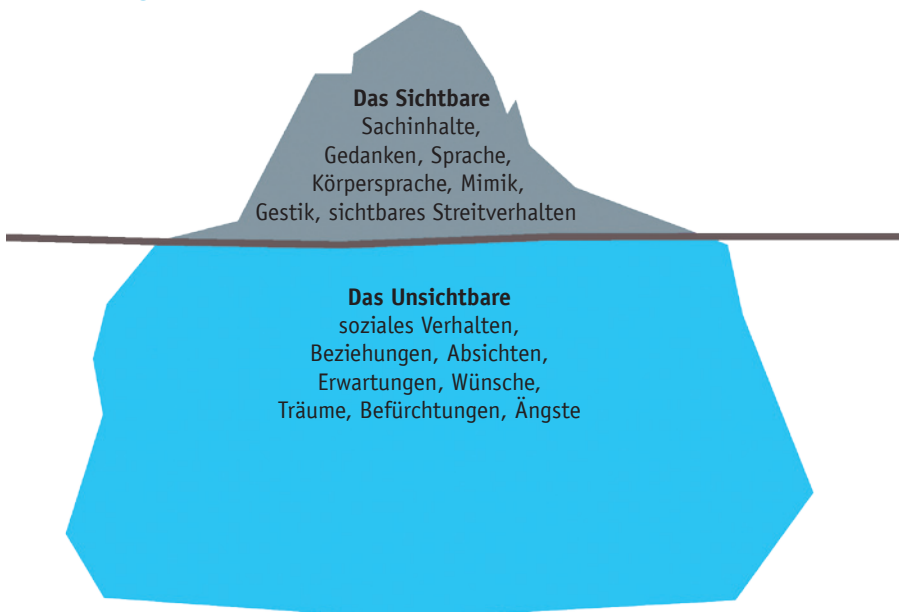 Das Sichtbare
Sachinhalte,
Gedanken, Sprache,
Körpersprache, Mimik,
Gestik, sichtbares Streitverhalten
Das Unsichtbare
soziales Verhalten,
Beziehungen, Absichten,
Erwartungen, Wünsche,
Träume, Befürchtungen, Ängste